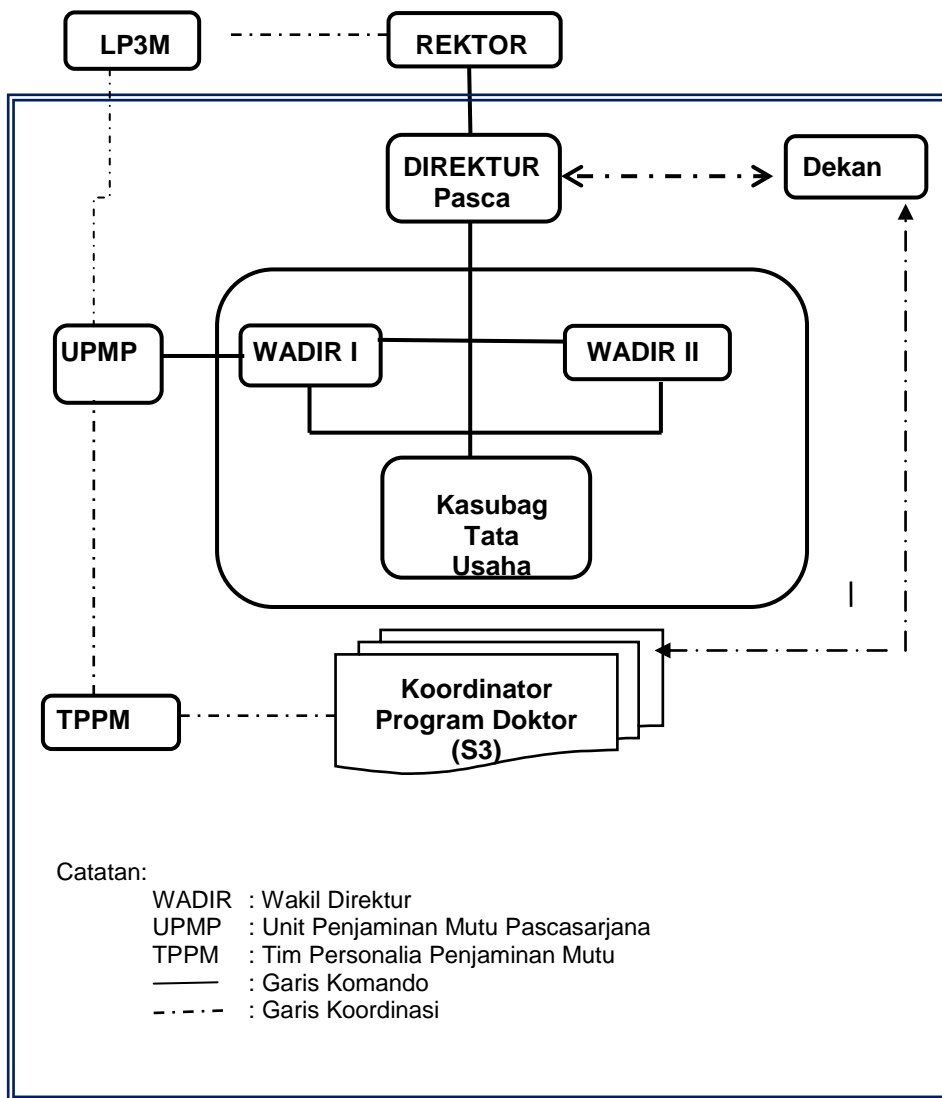 LP3M
REKTOR
DIREKTUR
Pasca
Dekan
UPMP
WADIR I
WADIR II
Kasubag
Tata
Usaha
TPPM
Koordinator
Program Doktor
(S3)
Catatan:
WADIR : Wakil Direktur
UPMP : Unit Penjaminan Mutu Pascasarjana
TPPM : Tim Personalia Penjaminan Mutu
: Garis Komando
: Garis Koordinasi